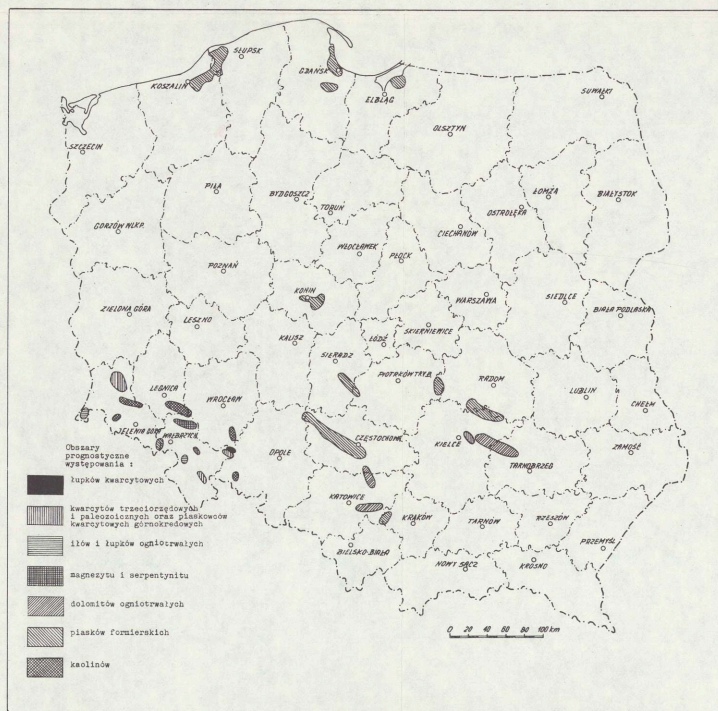 SŁUPSK
GDAŃSK
KOSZALIN
ELBLĄG
SUWAŁKI
OLSZTYN
SZCZECIN
PIŁA
BYDGOSZCZ
TORUŃ
ŁOMŻA
BIAŁYSTOK
OSTROŁĘKA
GORZÓW WLKP.
CIECHANÓW
WŁOCŁAWEK
PŁOCK
POZNAŃ
KONIN
WARSZAWA
SIEDLCE
BIAŁA PODLASKA
ZIELONA GÓRA
LESZNO
SKIERNIEWICE
KALISZ
ŁÓDŹ
SIERADZ
PIOTRKÓW TRYB.
RADOM
LEGNICA
WROCŁAW
LUBLIN
CHEŁM
JELENIA GÓRA
WAŁBRZYCH
OPOLE
CZĘSTOCHOWA
KIELCE
TARNOBRZEG
ZAMOŚĆ
KATOWICE
KRAKÓW
TARNÓW
RZESZÓW
PRZEMYŚL
BIELSKO-BIAŁA
NOWY SĄCZ
KROSNO
Obszary
prognostyczne
występowania :
łupków kwarcytowych
kwarcytów trzeciorzędowych
i paleozoicznych oraz piaskowców
kwarcytowych górnokredowych
iłów i łupków ogniotrwałych
magnezytu i serpentynitu
dolomitów ogniotrwałych
piasków formierskich
kaolinów
0 20 40 60 80 100 km